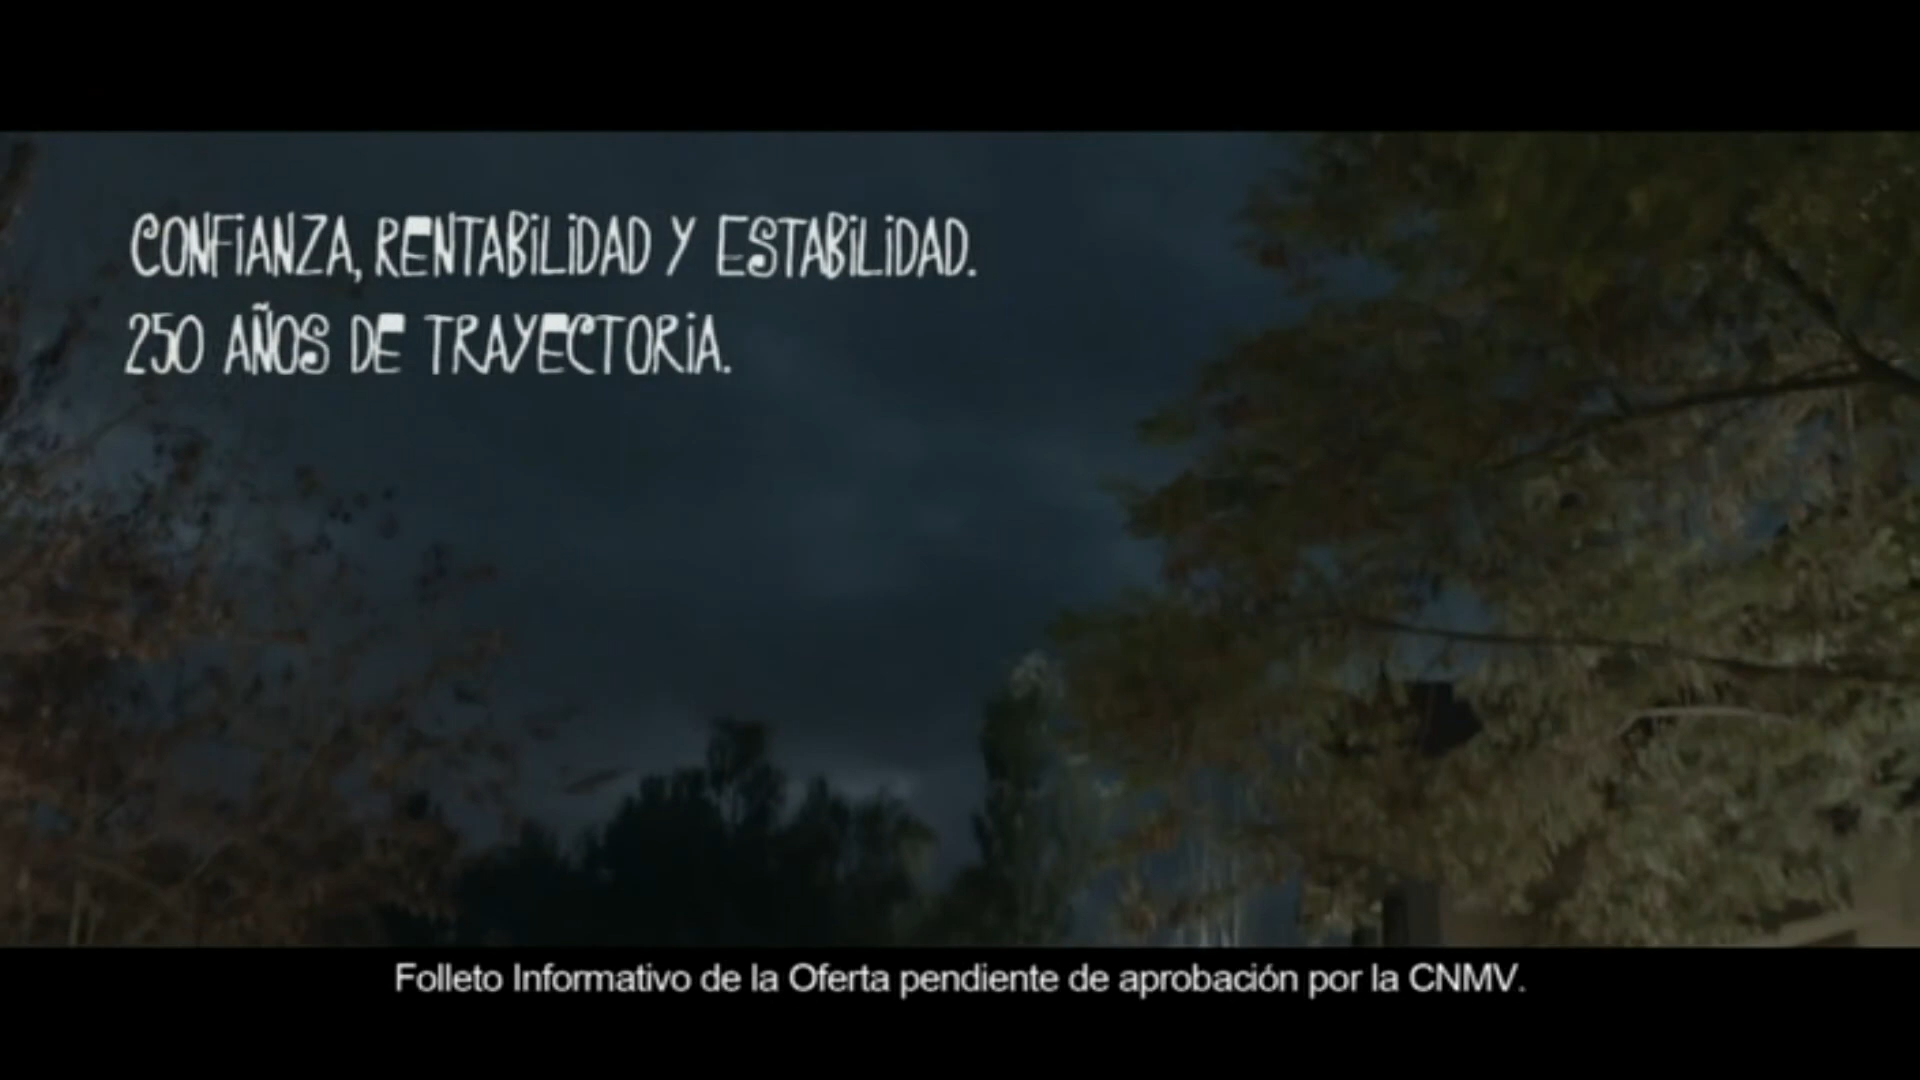 CONFiANZA, RENTABiLiDAD Y ESTABiLiDAD.
250 AÑOS DE TRAYECTORiA.
Folleto Informativo de la Oferta pendiente de aprobación por la CNMV.